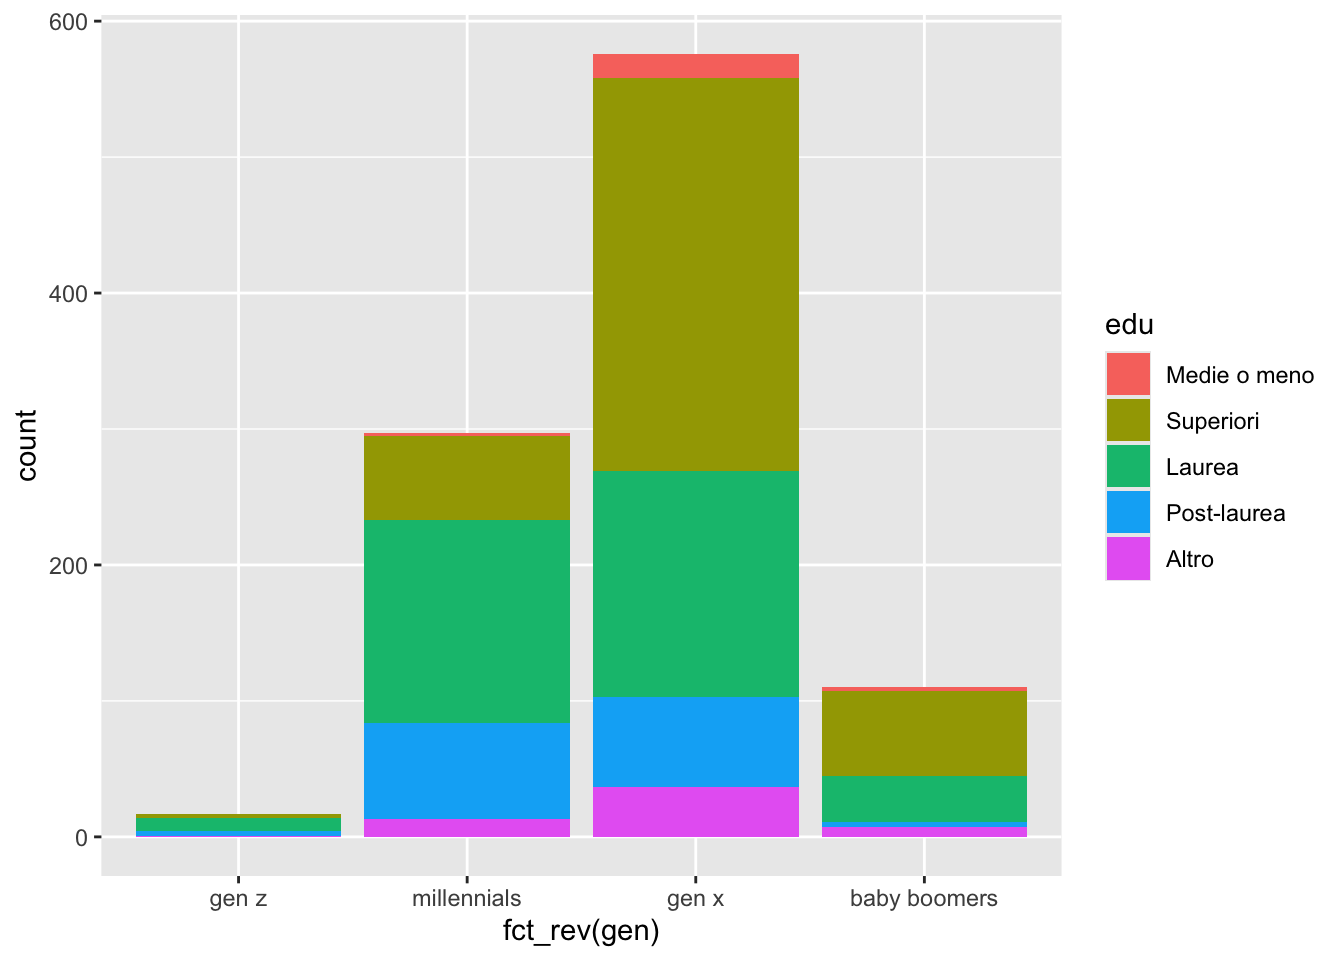 600
400
200
0
count
gen z
millennials
gen x
baby boomers
fct_rev(gen)
edu
Medie o meno
Superiori
Laurea
Post-laurea
Altro